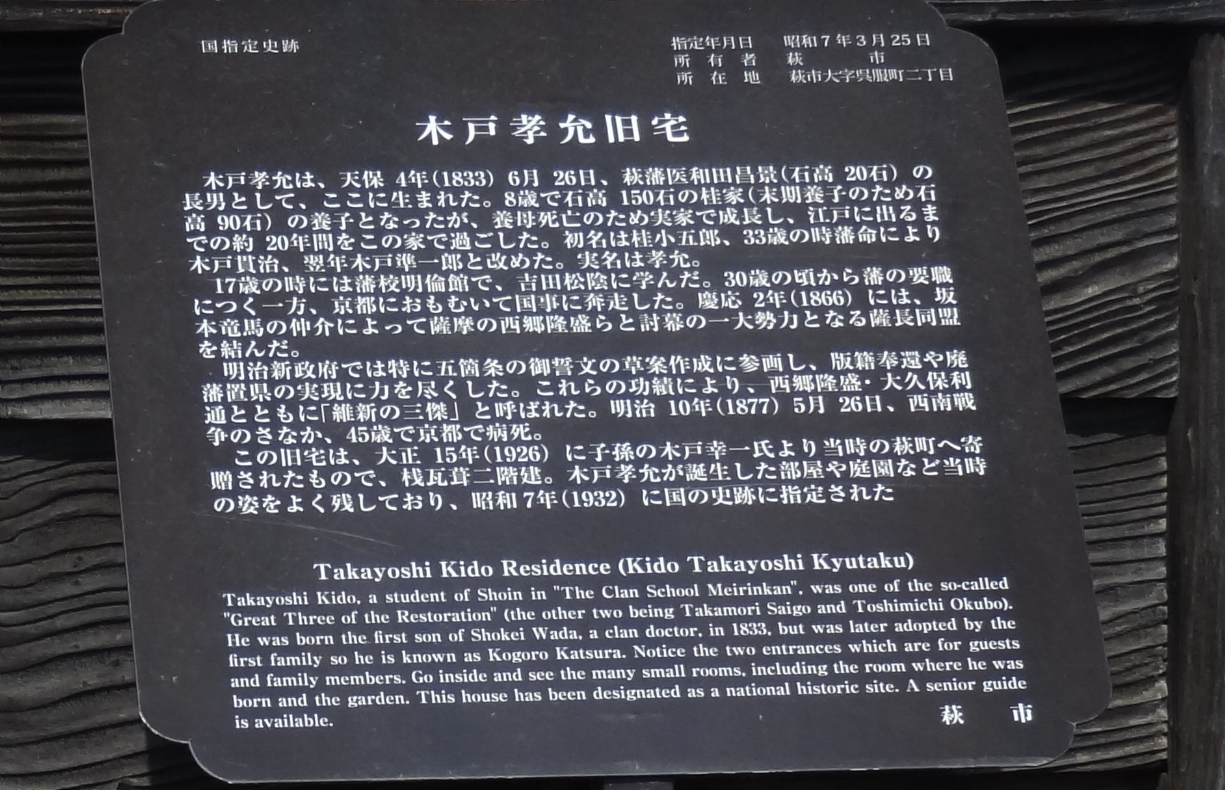 国指定史跡
指定年月日　昭和7年3月25日
所有者　萩市
所在地　萩市大字呉服町二丁目
木戸孝允旧宅
木戸孝允は、天保 4年(1833) 6月 26日、萩藩医和田昌景(石高 20石) の
長男として、ここに生まれた。8歳で石高 150石の桂家(末期養子のため石
高 90石) の養子となったが、養母死亡のため実家で成長し、江戸に出るま
での約 20年間をこの家で過ごした。初名は桂小五郎、33歳の時藩命により
木戸貫治、翌年木戸準一郎と改めた。実名は孝允。
17歳の時には藩校明倫館で、吉田松陰に学んだ。30歳の頃から藩の要職
につく一方、京都におもむいて国事に奔走した。慶応 2年(1866) には、坂
本竜馬の仲介によって薩摩の西郷隆盛らと討幕の一大勢力となる薩長同盟
を結んだ。
明治新政府では特に五箇条の御誓文の草案作成に参画し、版籍奉還や廃
藩置県の実現に力を尽くした。これらの功績により、西郷隆盛・大久保利
通とともに「維新の三傑」と呼ばれた。明治 10年(1877) 5月 26日、西南戦
争のさなか、45歳で京都で病死。
この旧宅は、大正 15年(1926) に子孫の木戸幸一氏より当時の萩町へ寄
贈されたもので、桟瓦葺二階建。木戸孝允が誕生した部屋や庭園など当時
の姿をよく残しており、昭和7年(1932) に国の史跡に指定された
Takayoshi Kido Residence (Kido Takayoshi Kyutaku)
Takayoshi Kido, a student of Shoin in "The Clan School Meirinkan", was one of the so-called
"Great Three of the Restoration" (the other two being Takamori Saigo and Toshimichi Okubo).
He was born the first son of Shokei Wada, a clan doctor, in 1833, but was later adopted by the
first family so he is known as Kogoro Katsura. Notice the two entrances which are for guests
and family members. Go inside and see the many small rooms, including the room where he was
born and the garden. This house has been designated as a national historic site. A senior guide
is available.
萩　市